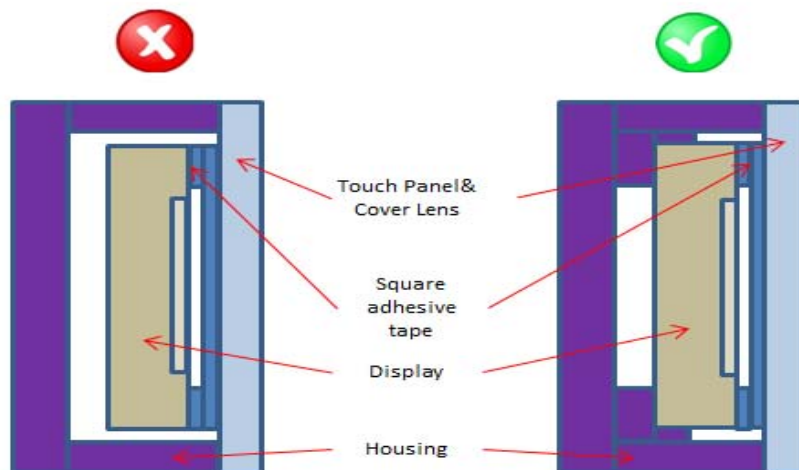 Touch Panel&
Cover Lens
Square
adhesive
tape
Display
Housing